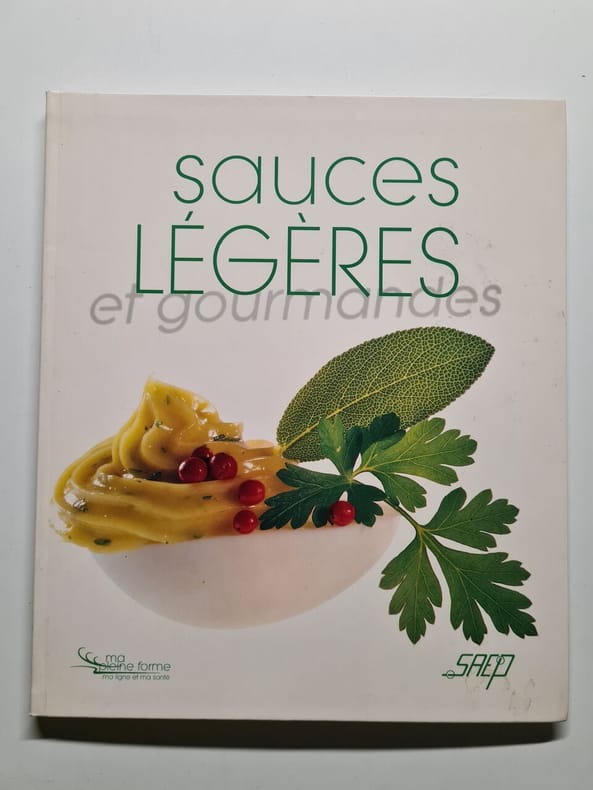 sauces
LÉGÈRES
et gourmandes
ma
pleine forme
ma ligne et ma santé
SAEP